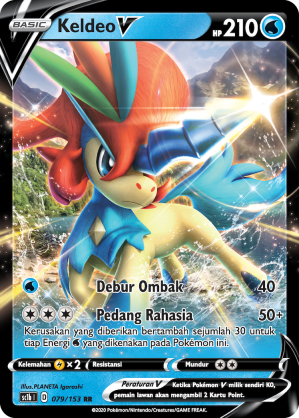 BASIC Keldeo V HP 210
Debur Ombak 40
Pedang Rahasia 50+
Kerusakan yang diberikan bertambah sejumlah 30 untuk
tiap Energi yang dikenakan pada Pokémon ini.
Kelemahan ×2 Resistansi Mundur
Illus. PLANETA Igarashi
sc1b I D 079/153 RR
Peraturan V Ketika Pokémon V milik sendiri KO,
pemain lawan akan mengambil 2 Kartu Point.
©2020 Pokémon/Nintendo/Creatures/GAME FREAK.